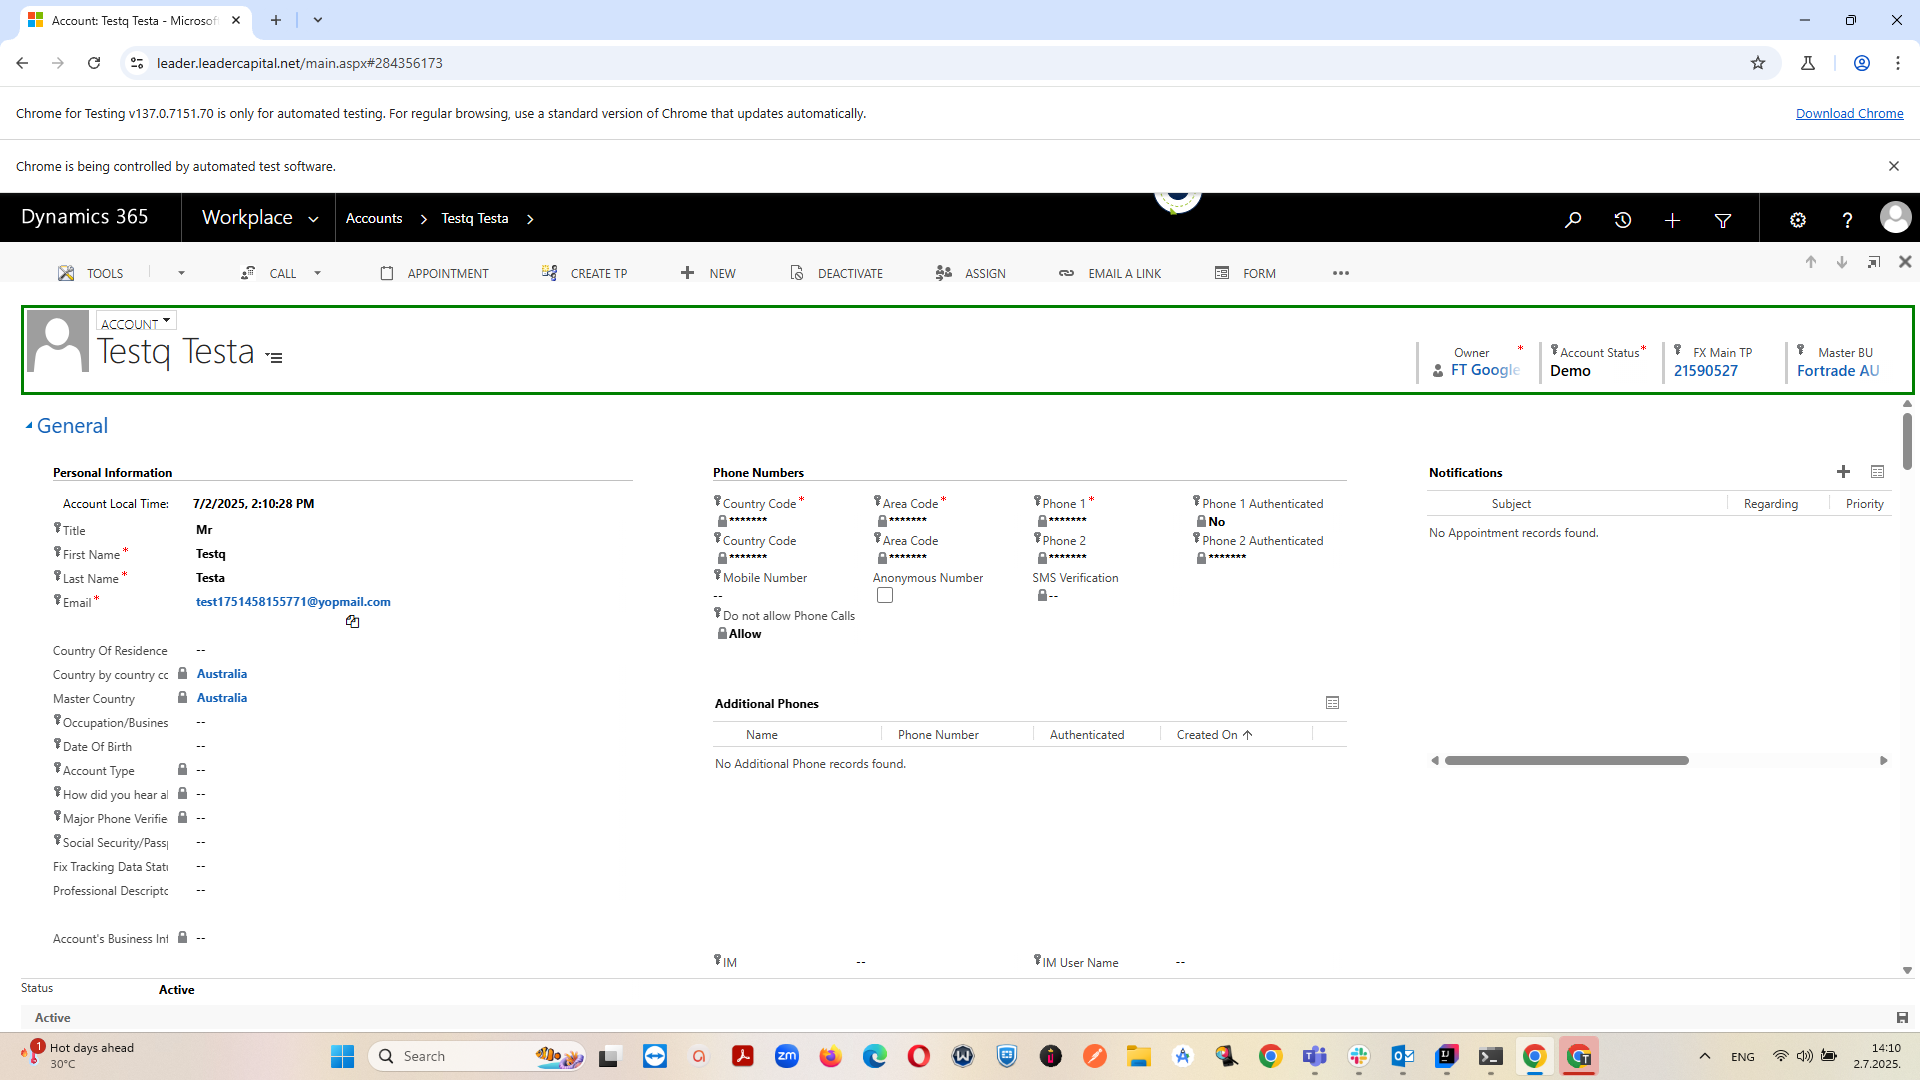 Account: Testq Testa - Microsof
leader.leadercapital.net/main.aspx#284356173
Chrome for Testing v137.0.7151.70 is only for automated testing. For regular browsing, use a standard version of Chrome that updates automatically.
Download Chrome
Chrome is being controlled by automated test software.
Dynamics 365
Workplace
Accounts
Testq Testa
TOOLS
CALL
APPOINTMENT
CREATE TP
NEW
DEACTIVATE
ASSIGN
EMAIL A LINK
FORM
ACCOUNT
Testq Testa
Owner *
FT Google
Account Status *
Demo
FX Main TP
21590527
Master BU
Fortrade AU
General
Personal Information
Account Local Time: 7/2/2025, 2:10:28 PM
Title Mr
First Name * Testq
Last Name * Testa
Email * test1751458155771@yopmail.com
Country Of Residence --
Country by country cc Australia
Master Country Australia
Occupation/Busines --
Date Of Birth --
Account Type --
How did you hear al --
Major Phone Verifie --
Social Security/Pass --
Fix Tracking Data Stat --
Professional Descripto --
Account's Business Inf --
Phone Numbers
Country Code * Area Code * Phone 1 * Phone 1 Authenticated
******* ******* ******* No
Country Code Area Code Phone 2 Phone 2 Authenticated
******* ******* ******* *******
Mobile Number Anonymous Number SMS Verification
-- --
Do not allow Phone Calls
Allow
Additional Phones
Name Phone Number Authenticated Created On
No Additional Phone records found.
IM -- IM User Name --
Notifications
Subject Regarding Priority
No Appointment records found.
Status Active
Active
1
Hot days ahead
30°C
Search
zm
ENG
14:10
2.7.2025.